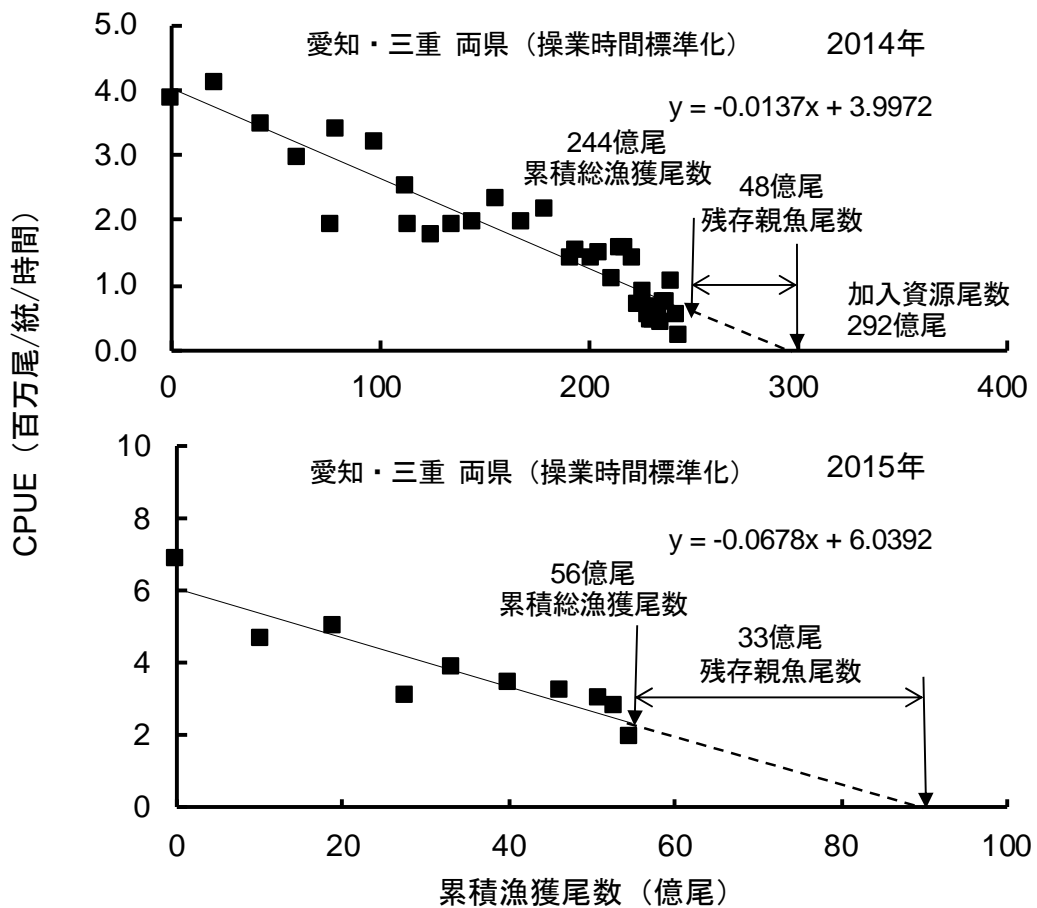 CPUE（百万尾/統/時間）
5.0
4.0
3.0
2.0
1.0
0.0
愛知・三重 両県（操業時間標準化） 2014年
y = -0.0137x + 3.9972
244億尾
累積総漁獲尾数
48億尾
残存親魚尾数
加入資源尾数
292億尾
0 100 200 300 400
10
8
6
4
2
0
愛知・三重 両県（操業時間標準化） 2015年
y = -0.0678x + 6.0392
56億尾
累積総漁獲尾数
33億尾
残存親魚尾数
0 20 40 60 80 100
累積漁獲尾数（億尾）